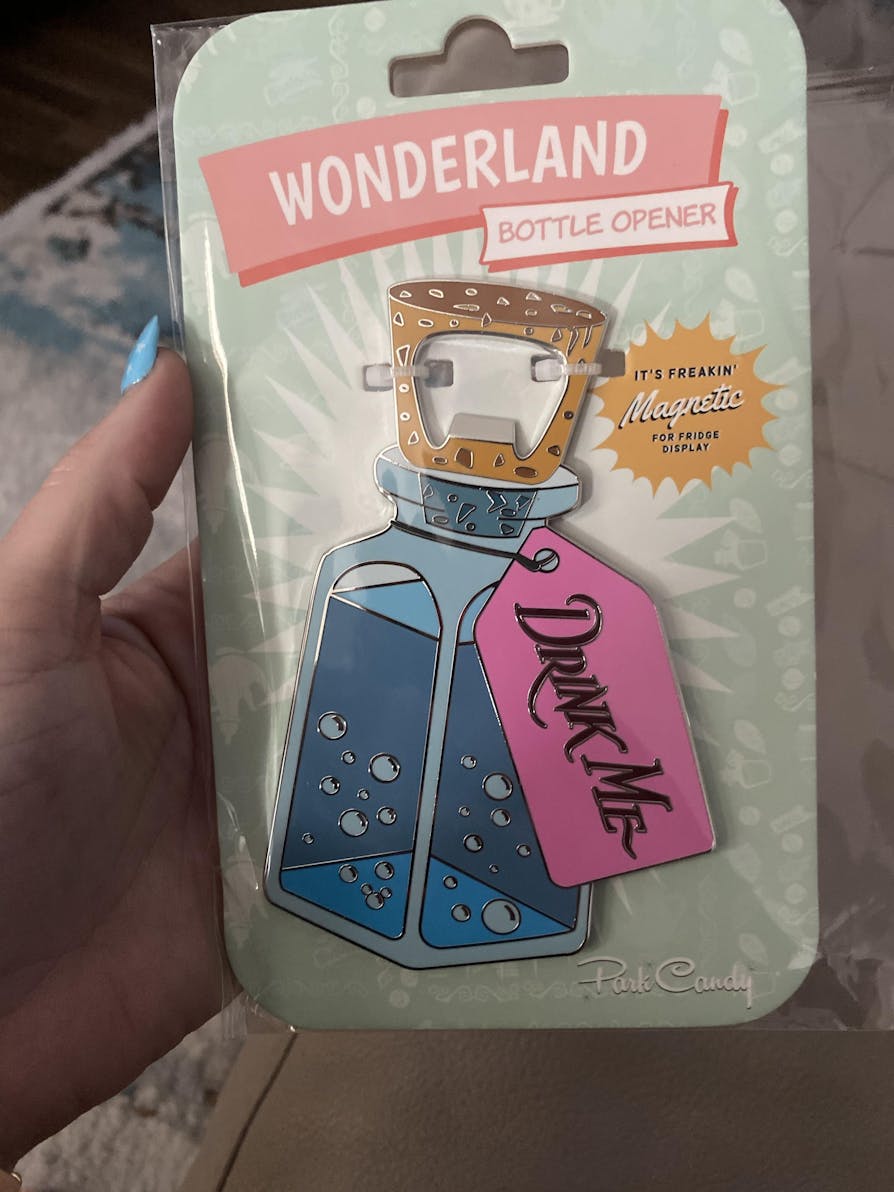 WONDERLAND
BOTTLE OPENER
IT'S FREAKIN'
Magnetic
FOR FRIDGE
DISPLAY
DRINK ME
Park Candy